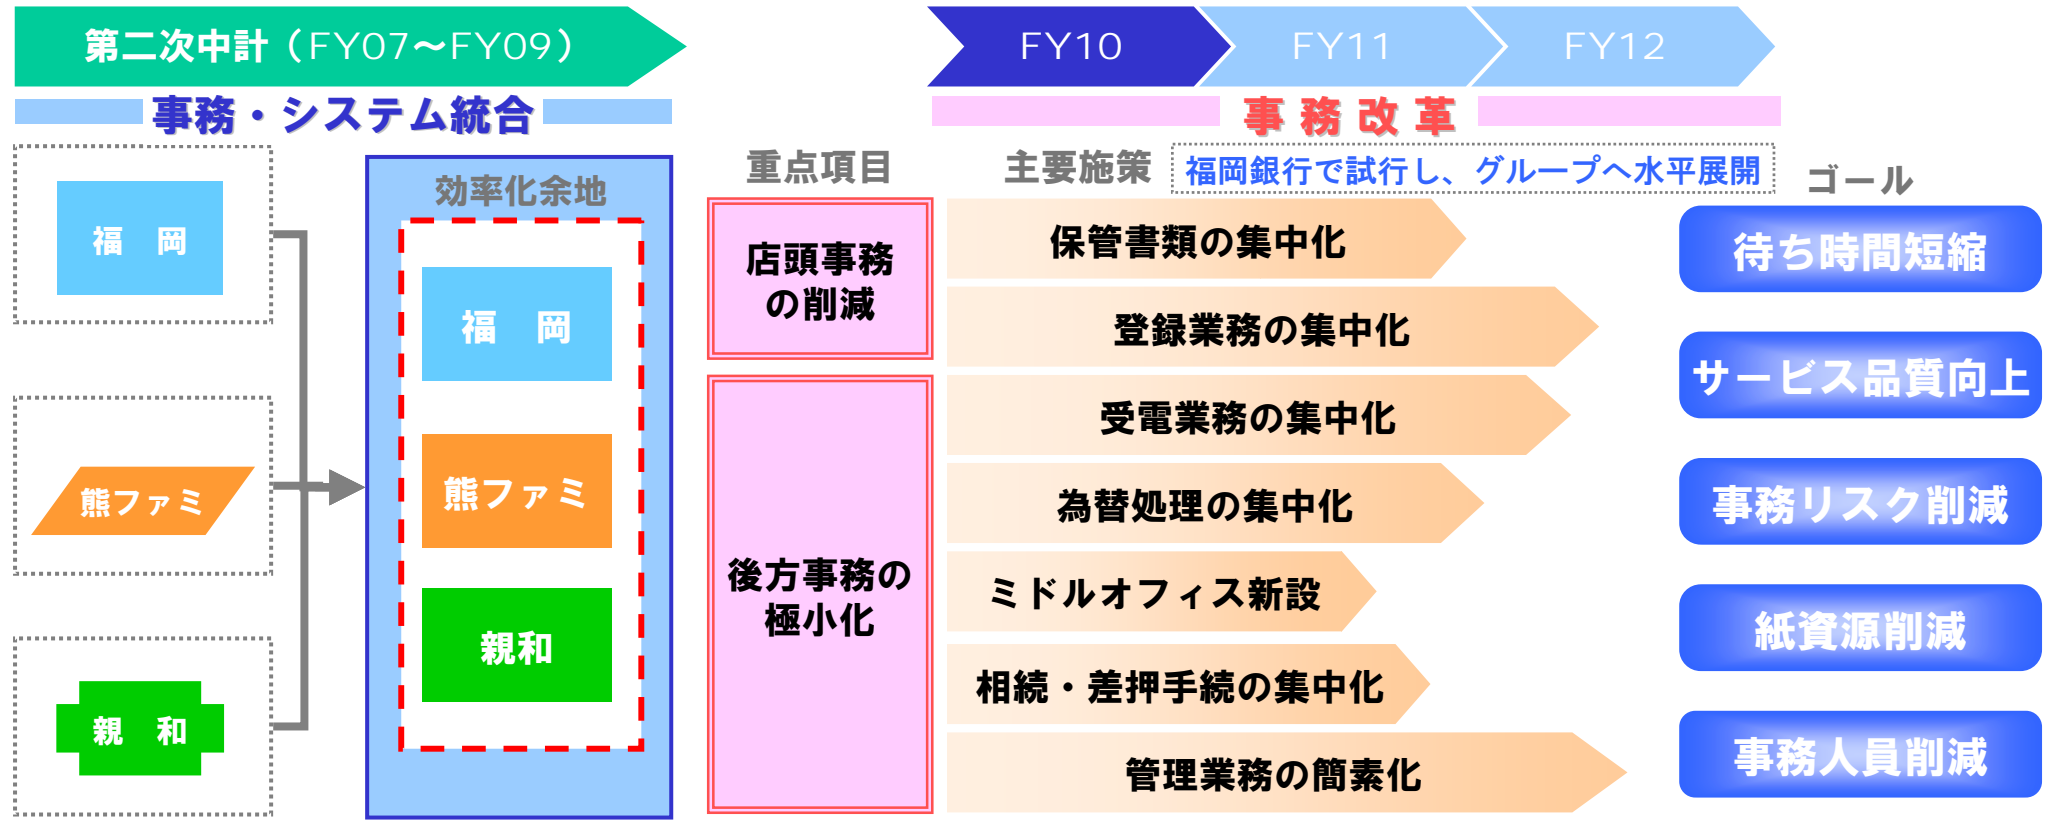 第二次中計（FY07～FY09）
FY10
FY11
FY12
事務・システム統合
事務改革
福　岡
熊ファミ
親　和
効率化余地
福　岡
熊ファミ
親和
重点項目
店頭事務
の削減
後方事務の
極小化
主要施策
福岡銀行で試行し、グループへ水平展開
保管書類の集中化
登録業務の集中化
受電業務の集中化
為替処理の集中化
ミドルオフィス新設
相続・差押手続の集中化
管理業務の簡素化
ゴール
待ち時間短縮
サービス品質向上
事務リスク削減
紙資源削減
事務人員削減